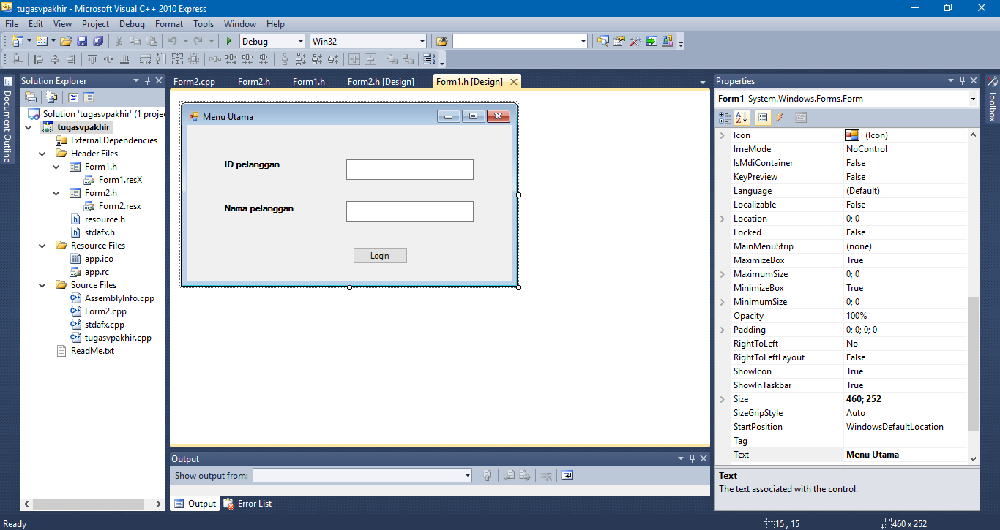 tugasvpakhir - Microsoft Visual C++ 2010 Express
File Edit View Project Debug Format Tools Window Help
Debug Win32
Document Outline
Solution Explorer
Solution 'tugasvpakhir' (1 proje
tugasvpakhir
External Dependencies
Header Files
Form1.h
Form1.resX
Form2.h
Form2.resx
resource.h
stdafx.h
Resource Files
app.ico
app.rc
Source Files
AssemblyInfo.cpp
Form2.cpp
stdafx.cpp
tugasvpakhir.cpp
ReadMe.txt
Form2.cpp Form2.h Form1.h Form2.h [Design] Form1.h [Design]
Menu Utama
ID pelanggan
Nama pelanggan
Login
Output
Show output from:
Output Error List
Properties
Form1 System.Windows.Forms.Form
Icon (Icon)
ImeMode NoControl
IsMdiContainer False
KeyPreview False
Language (Default)
Localizable False
Location 0; 0
Locked False
MainMenuStrip (none)
MaximizeBox True
MaximumSize 0; 0
MinimizeBox True
MinimumSize 0; 0
Opacity 100%
Padding 0; 0; 0; 0
RightToLeft No
RightToLeftLayout False
ShowIcon True
ShowInTaskbar True
Size 460; 252
SizeGripStyle Auto
StartPosition WindowsDefaultLocation
Tag
Text Menu Utama
Text
The text associated with the control.
Toolbox
Ready 15 , 15 460 x 252